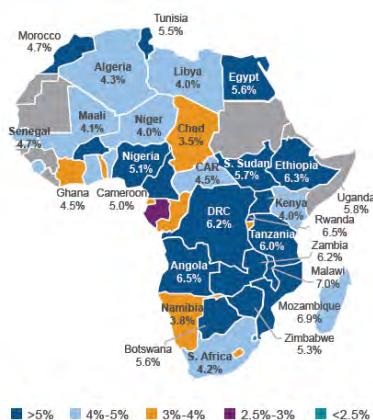 Tunisia
5.5%
Morocco
4.7%
Algeria
4.3%
Libya
4.0%
Egypt
5.6%
Senegal
4.7%
Maali
4.1%
Niger
4.0%
Chad
3.5%
Nigeria
5.1%
CAR
4.5%
S. Sudan
5.7%
Ethiopia
6.3%
Ghana
4.5%
Cameroon
5.0%
Uganda
5.8%
Kenya
4.0%
DRC
6.2%
Rwanda
6.5%
Tanzania
6.0%
Zambia
6.2%
Malawi
7.0%
Angola
6.5%
Mozambique
6.9%
Namibia
3.8%
Zimbabwe
5.3%
Botswana
5.6%
S. Africa
4.2%
>5% 4%-5% 3%-4% 2.5%-3% <2.5%